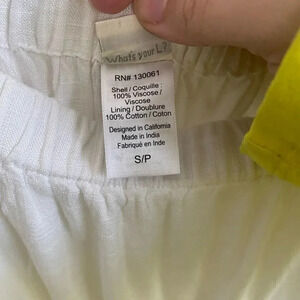 What's your L?
RN# 130061
Shell / Coquille :
100% Viscose /
Viscose
Lining / Doublure
100% Cotton / Coton
Designed in California
Made in India
Fabriqué en Inde
S/P